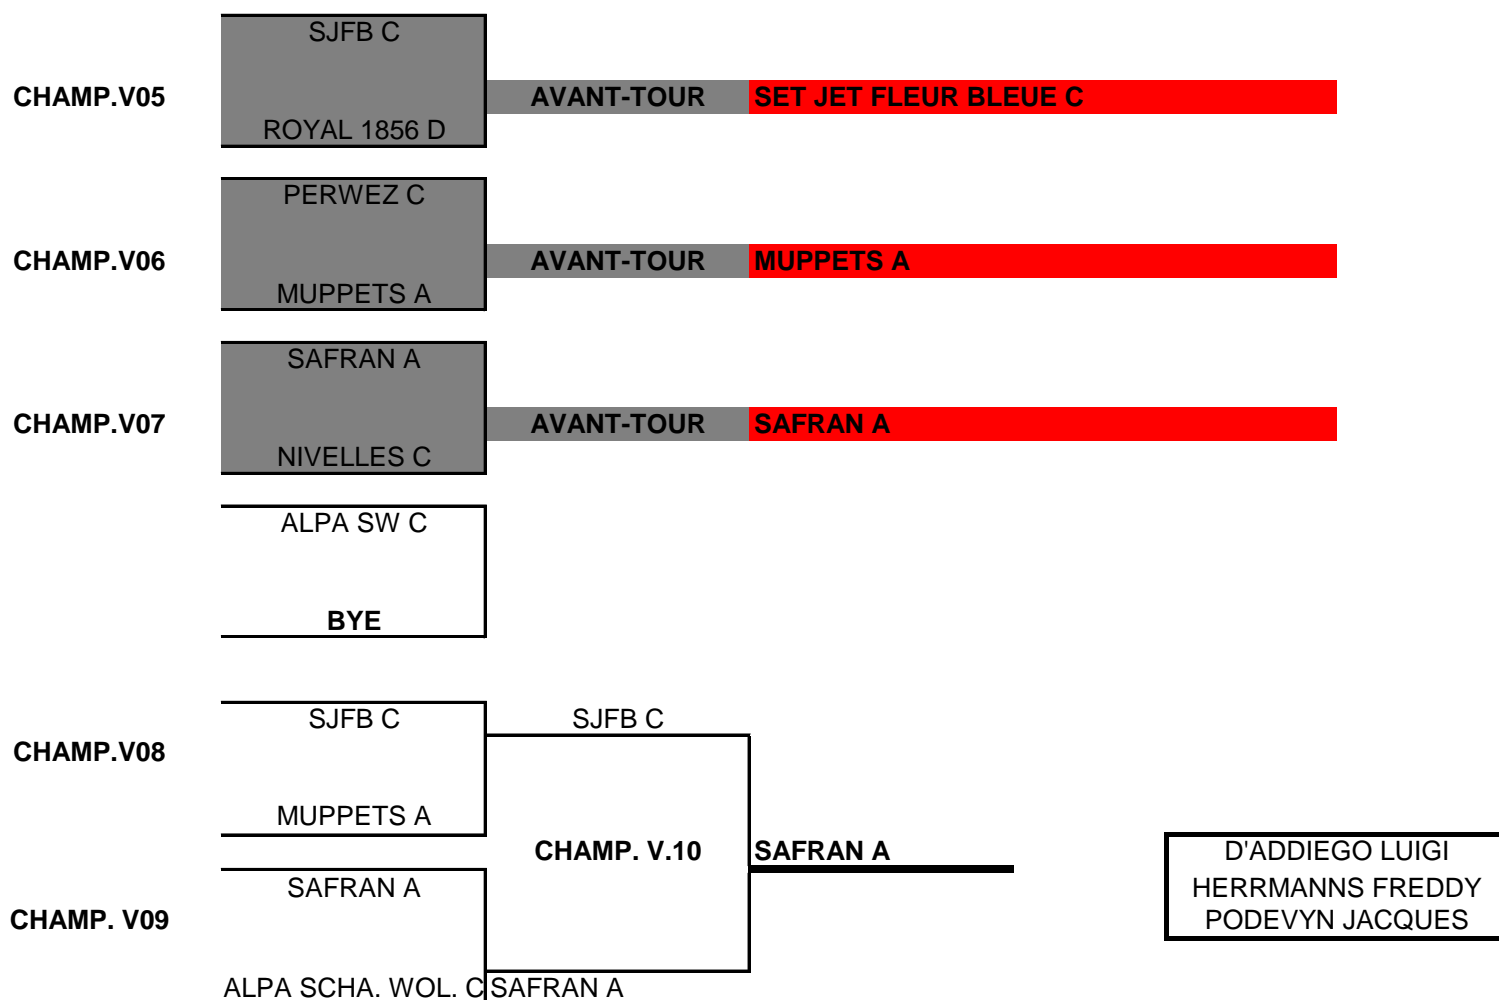 SJFB C
CHAMP.V05 AVANT-TOUR SET JET FLEUR BLEUE C
ROYAL 1856 D
PERWEZ C
CHAMP.V06 AVANT-TOUR MUPPETS A
MUPPETS A
SAFRAN A
CHAMP.V07 AVANT-TOUR SAFRAN A
NIVELLES C
ALPA SW C
BYE
SJFB C SJFB C
CHAMP.V08
MUPPETS A
CHAMP. V.10 SAFRAN A D'ADDIEGO LUIGI
SAFRAN A HERRMANNS FREDDY
CHAMP. V09 PODEVYN JACQUES
ALPA SCHA. WOL. C SAFRAN A